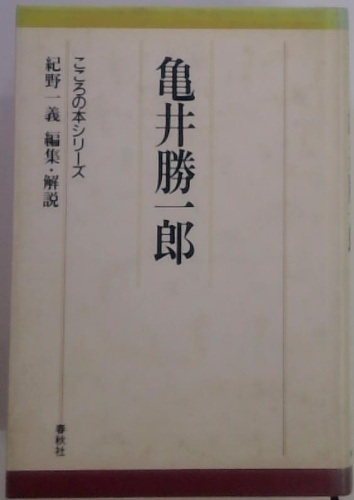 亀井勝一郎
こころの本シリーズ
紀野一義 編集・解説
春秋社